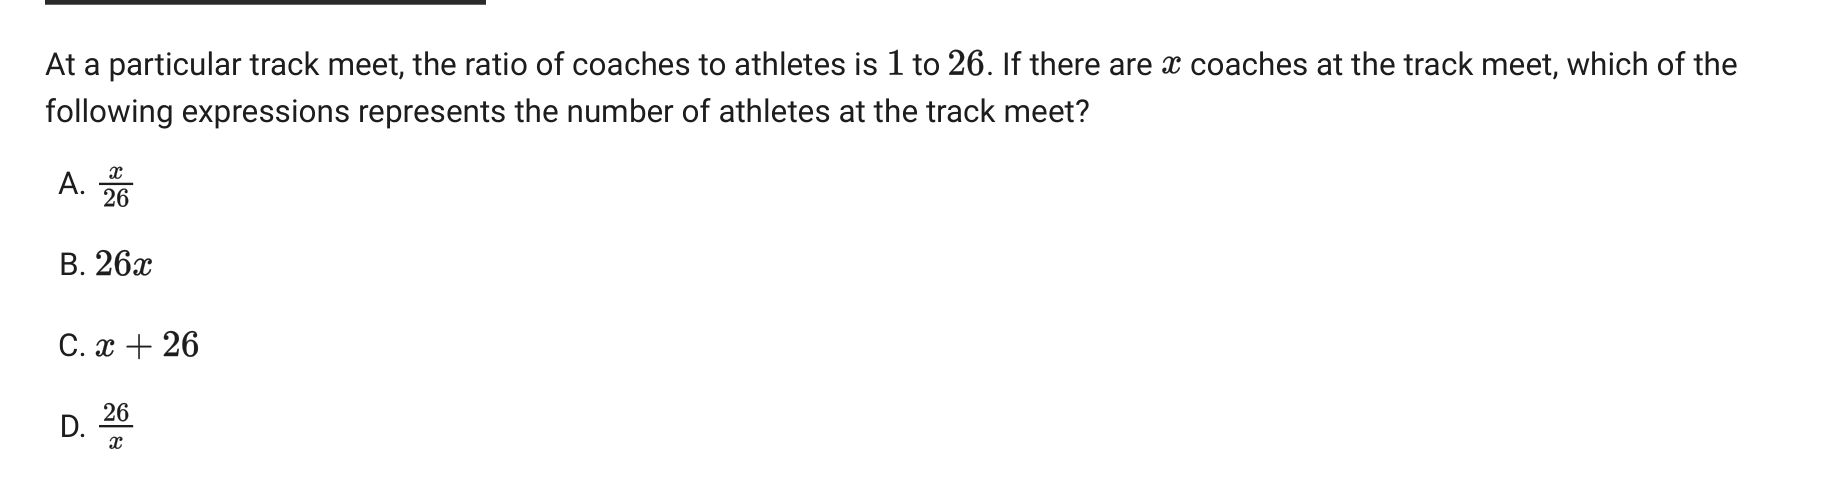 At a particular track meet, the ratio of coaches to athletes is 1 to 26. If there are x coaches at the track meet, which of the
following expressions represents the number of athletes at the track meet?
A. x/26
B. 26x
C. x + 26
D. 26/x